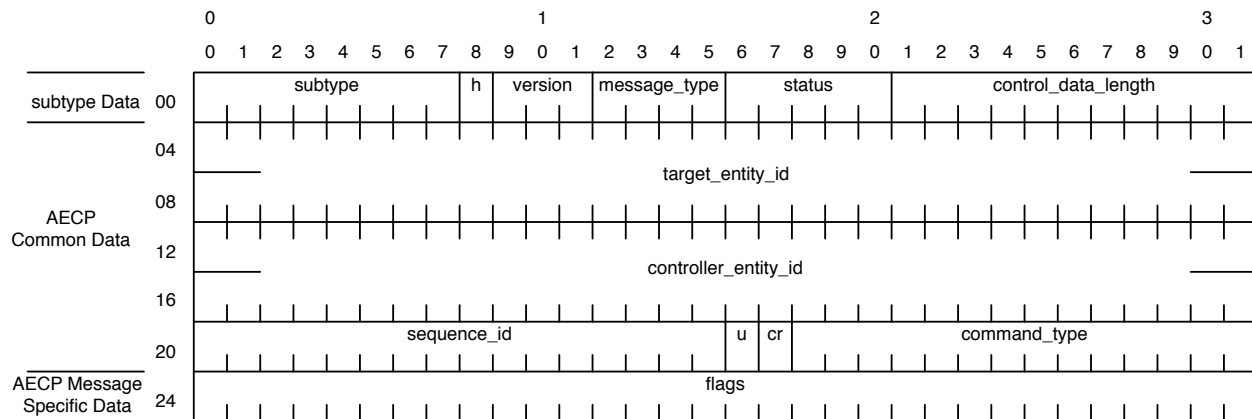 0 1 2 3
0 1 2 3 4 5 6 7 8 9 0 1 2 3 4 5 6 7 8 9 0 1 2 3 4 5 6 7 8 9 0 1
subtype Data 00 subtype h version message_type status control_data_length
04
target_entity_id
08
AECP
Common Data
12
controller_entity_id
16
sequence_id u cr command_type
20
AECP Message
Specific Data
flags
24